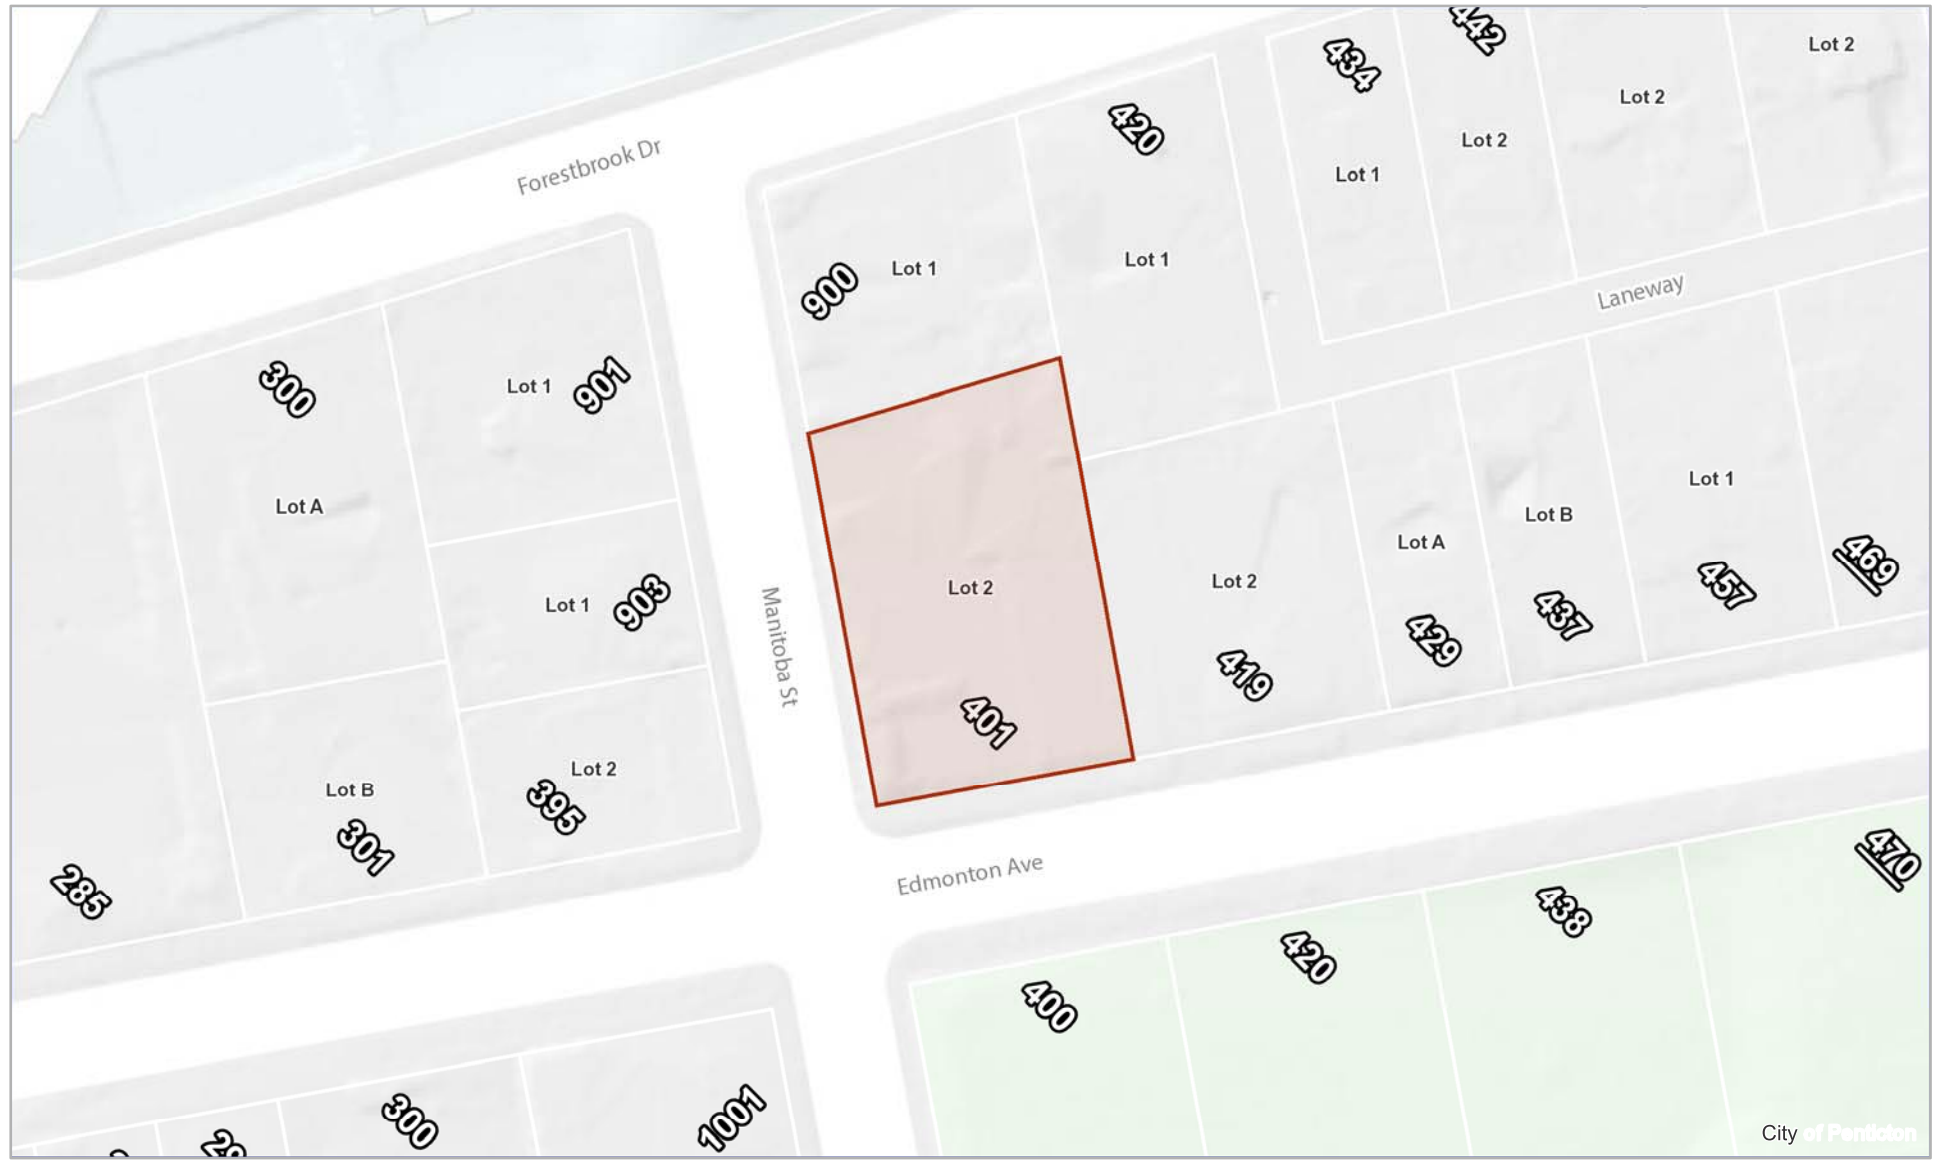 442
434
Lot 2
Lot 2
420
Lot 2
Forestbrook Dr
Lot 1
Lot 1
Lot 1
900
Laneway
300
Lot 1
901
Lot A
Lot 1
Lot B
Lot A
469
Lot 2
Lot 2
457
Lot 1
903
437
Manitoba St
429
419
401
Lot 2
395
Lot B
301
Edmonton Ave
470
285
438
420
400
300
1001
City of Penticton